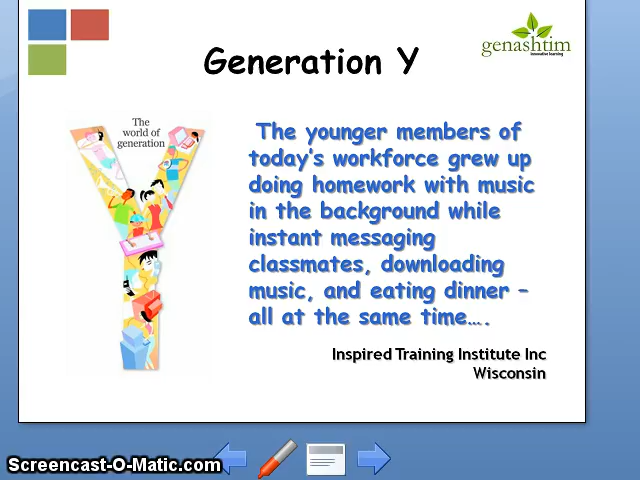 genashtim
innovative learning
Generation Y
The
world of
generation
The younger members of
today's workforce grew up
doing homework with music
in the background while
instant messaging
classmates, downloading
music, and eating dinner –
all at the same time….
Inspired Training Institute Inc
Wisconsin
Screencast-O-Matic.com